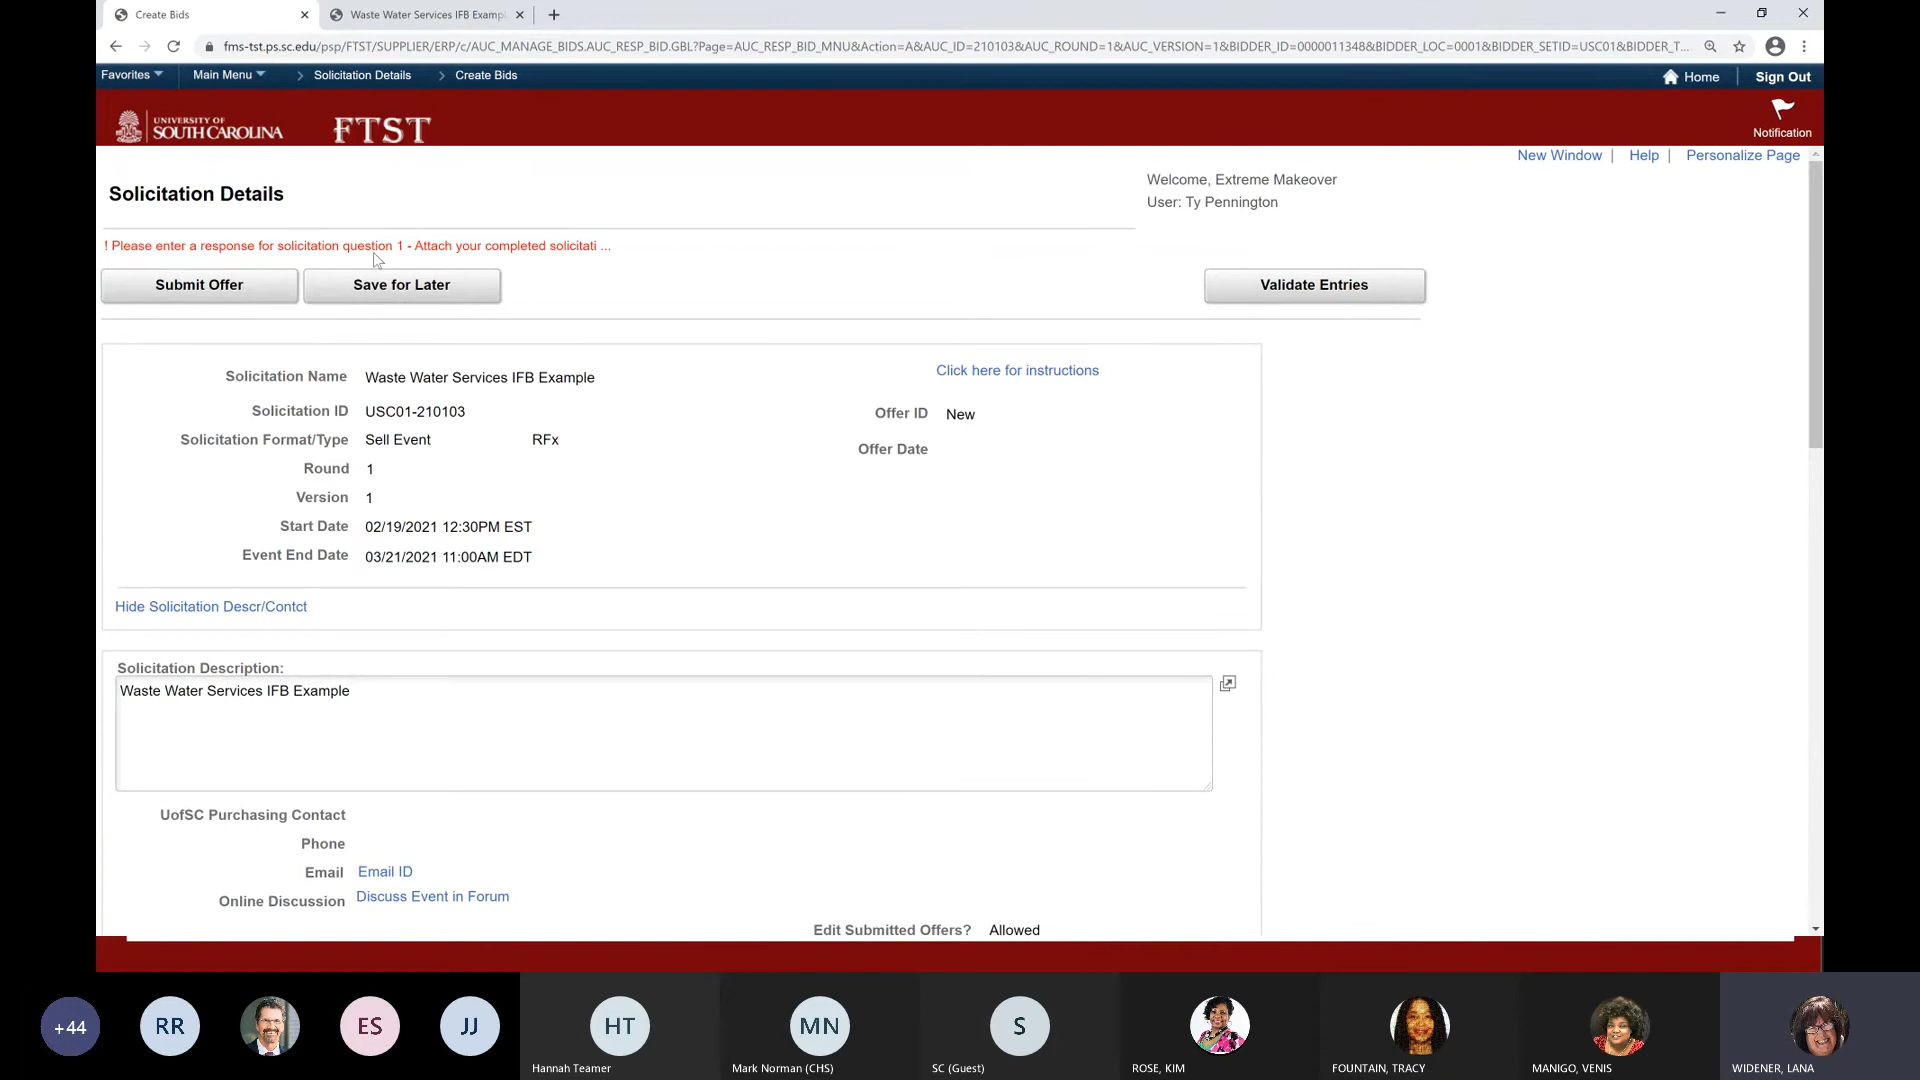 Create Bids
Waste Water Services IFB Examp
fms-tst.ps.sc.edu/psp/FTST/SUPPLIER/ERP/c/AUC_MANAGE_BIDS.AUC_RESP_BID.GBL?Page=AUC_RESP_BID_MNU&Action=A&AUC_ID=210103&AUC_ROUND=1&AUC_VERSION=1&BIDDER_ID=0000011348&BIDDER_LOC=0001&BIDDER_SETID=USC01&BIDDER_T...
Favorites Main Menu > Solicitation Details > Create Bids Home Sign Out
UNIVERSITY OF
SOUTH CAROLINA
FTST
Notification
New Window | Help | Personalize Page
Solicitation Details
Welcome, Extreme Makeover
User: Ty Pennington
! Please enter a response for solicitation question 1 - Attach your completed solicitati ...
Submit Offer Save for Later Validate Entries
Solicitation Name Waste Water Services IFB Example Click here for instructions
Solicitation ID USC01-210103 Offer ID New
Solicitation Format/Type Sell Event RFx Offer Date
Round 1
Version 1
Start Date 02/19/2021 12:30PM EST
Event End Date 03/21/2021 11:00AM EDT
Hide Solicitation Descr/Contct
Solicitation Description:
Waste Water Services IFB Example
UofSC Purchasing Contact
Phone
Email Email ID
Online Discussion Discuss Event in Forum
Edit Submitted Offers? Allowed
+44 RR ES JJ HT MN S
Hannah Teamer Mark Norman (CHS) SC (Guest) ROSE, KIM FOUNTAIN, TRACY MANIGO, VENIS WIDENER, LANA